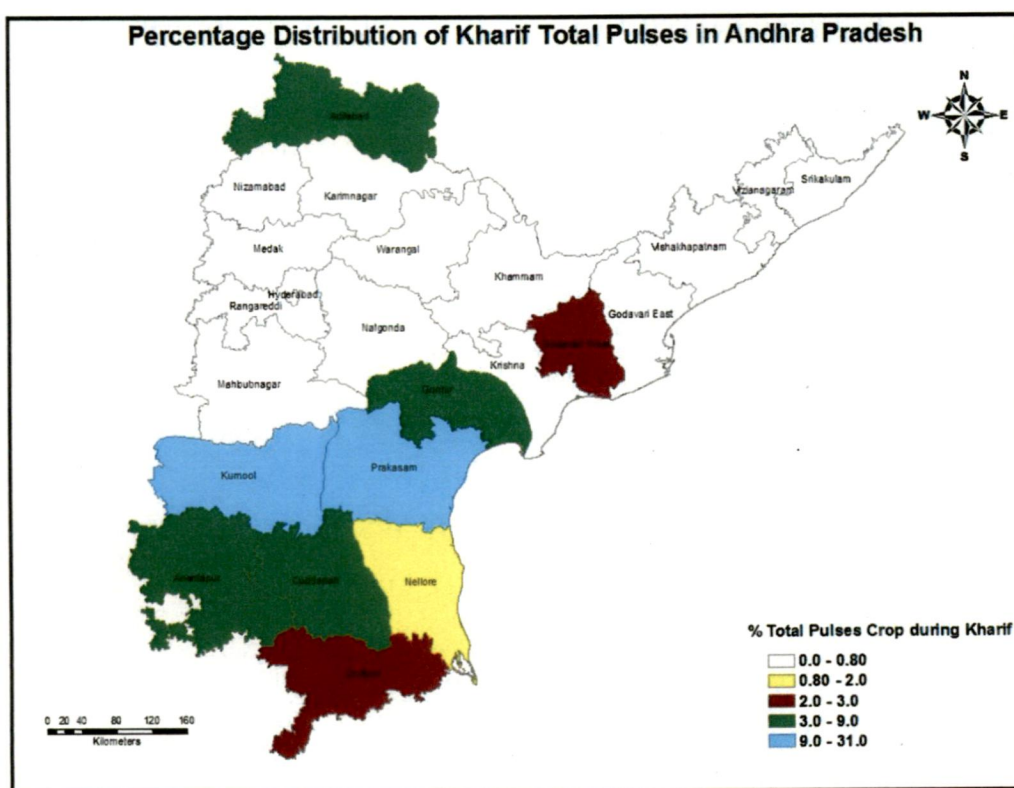 Percentage Distribution of Kharif Total Pulses in Andhra Pradesh
N
W E
S
Adilabad
Nizamabad
Karimnagar
Srikakulam
Vizianagaram
Medak
Warangal
Vishakhapatnam
Khammam
Hyderabad
Rangareddi
Godavari East
Nalgonda
Krishna
Mahbubnagar
Guntur
Kurnool
Prakasam
Anantapur
Nellore
% Total Pulses Crop during Kharif
0.0 - 0.80
0.80 - 2.0
2.0 - 3.0
3.0 - 9.0
9.0 - 31.0
0 20 40 80 120 160
Kilometers